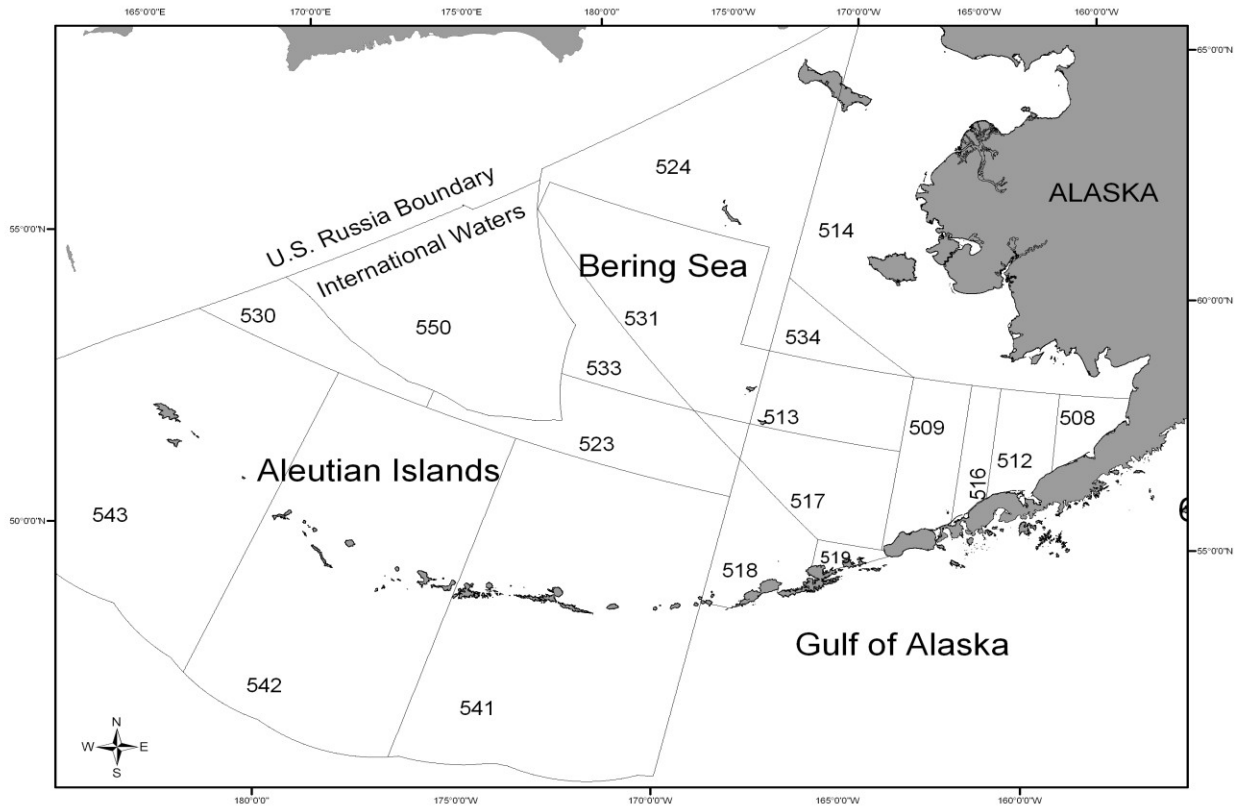 165°0'0"E 170°0'0"E 175°0'0"E 180°0'0" 175°0'0"W 170°0'0"W 165°0'0"W 160°0'0"W
65°0'0"N
524
ALASKA
U.S. Russia Boundary
International Waters
55°0'0"N
514
Bering Sea
60°0'0"N
530
550
531
534
533
513
508
509
523
512
Aleutian Islands
516
517
543
50°0'0"N
55°0'0"N
519
518
Gulf of Alaska
542
541
N
W E
S
180°0'0" 175°0'0"W 170°0'0"W 165°0'0"W 160°0'0"W